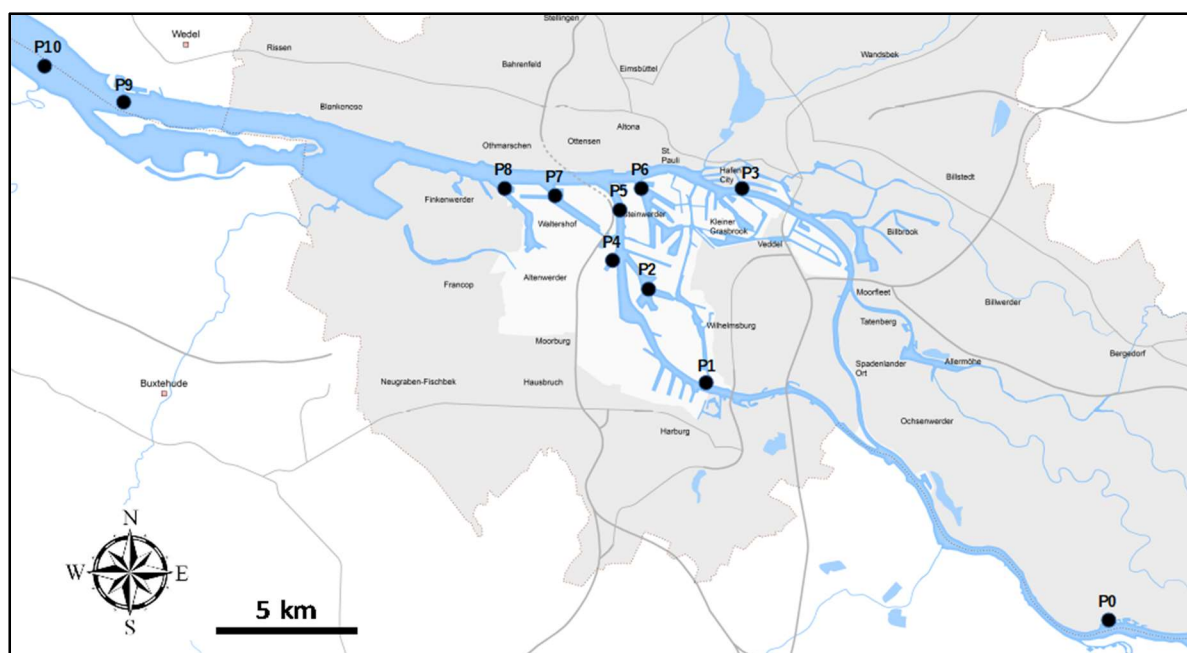 Stellingen
Wedel
P10
Rissen
Wandsbek
Bahrenfeld
Eimsbüttel
P9
Blankenese
Altona
Othmarschen
Ottensen
St.
Pauli
P8
P7
P6
Hafen
City
P3
Billstedt
Finkenwerder
P5
Steinwerder
Waltershof
Kleiner
Grasbrook
Billbrook
P4
Veddel
P2
Altenwerder
Francop
Moorfleet
Billwerder
Tatenberg
Wilhelmsburg
Moorburg
Allermöhe
Bergedorf
P1
Spadenlander
Ort
Buxtehude
Neugraben-Fischbek
Hausbruch
Ochsenwerder
Harburg
N
W
E
S
5 km
P0